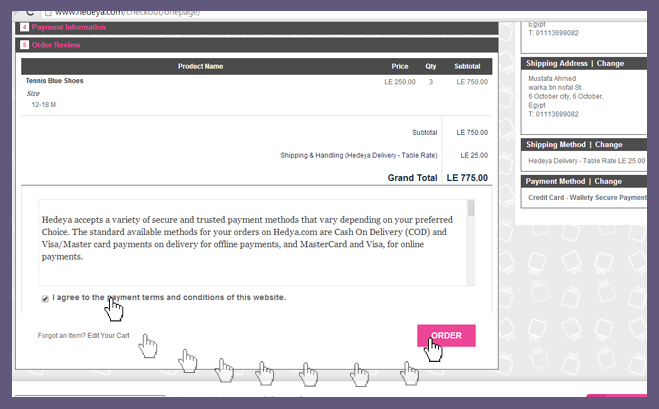 www.hedeya.com/checkout/onepage/
4 Payment Information
5 Order Review
Product Name Price Qty Subtotal
Tennis Blue Shoes LE 250.00 3 LE 750.00
Size
12-18 M
Subtotal LE 750.00
Shipping & Handling (Hedeya Delivery - Table Rate) LE 25.00
Grand Total LE 775.00
Hedeya accepts a variety of secure and trusted payment methods that vary depending on your preferred
Choice. The standard available methods for your orders on Hedya.com are Cash On Delivery (COD) and
Visa/Master card payments on delivery for offline payments, and MasterCard and Visa, for online
payments.
I agree to the payment terms and conditions of this website.
Forgot an Item? Edit Your Cart
ORDER
Egypt
T: 01113699082
Shipping Address | Change
Mustafa Ahmed
warka bn nofal St.
6 October city, 6 October,
Egypt
T: 01113699082
Shipping Method | Change
Hedeya Delivery - Table Rate LE 25.00
Payment Method | Change
Credit Card - Wallety Secure Payment